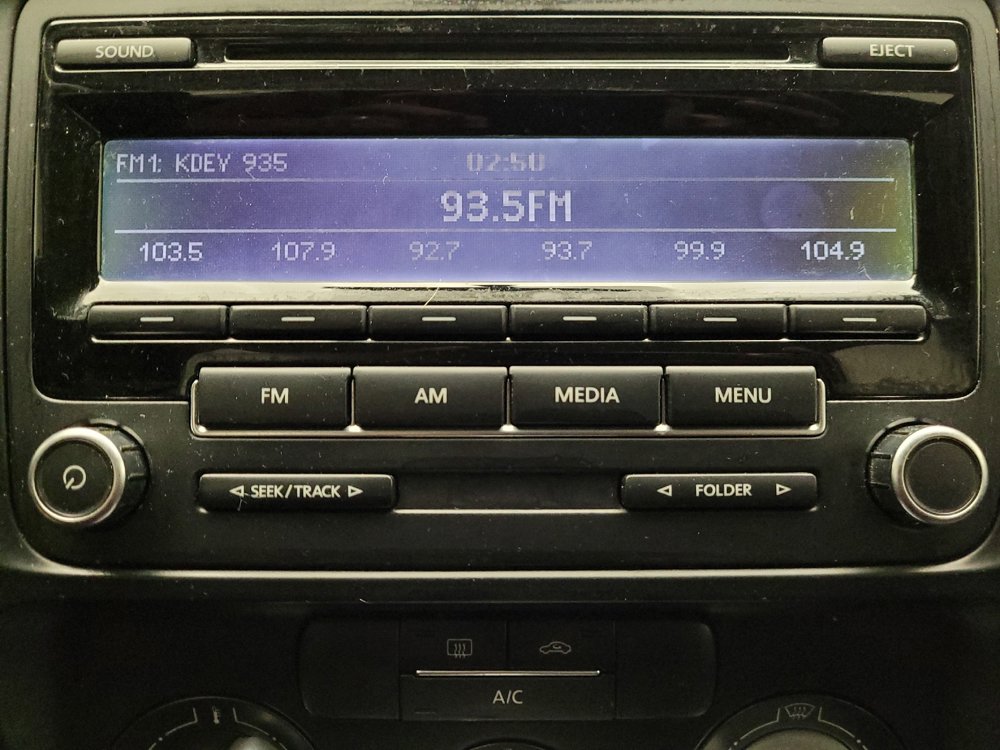 SOUND EJECT
FM1: KDEY 935 02:50
93.5FM
103.5 107.9 92.7 93.7 99.9 104.9
FM AM MEDIA MENU
SEEK/TRACK FOLDER
A/C